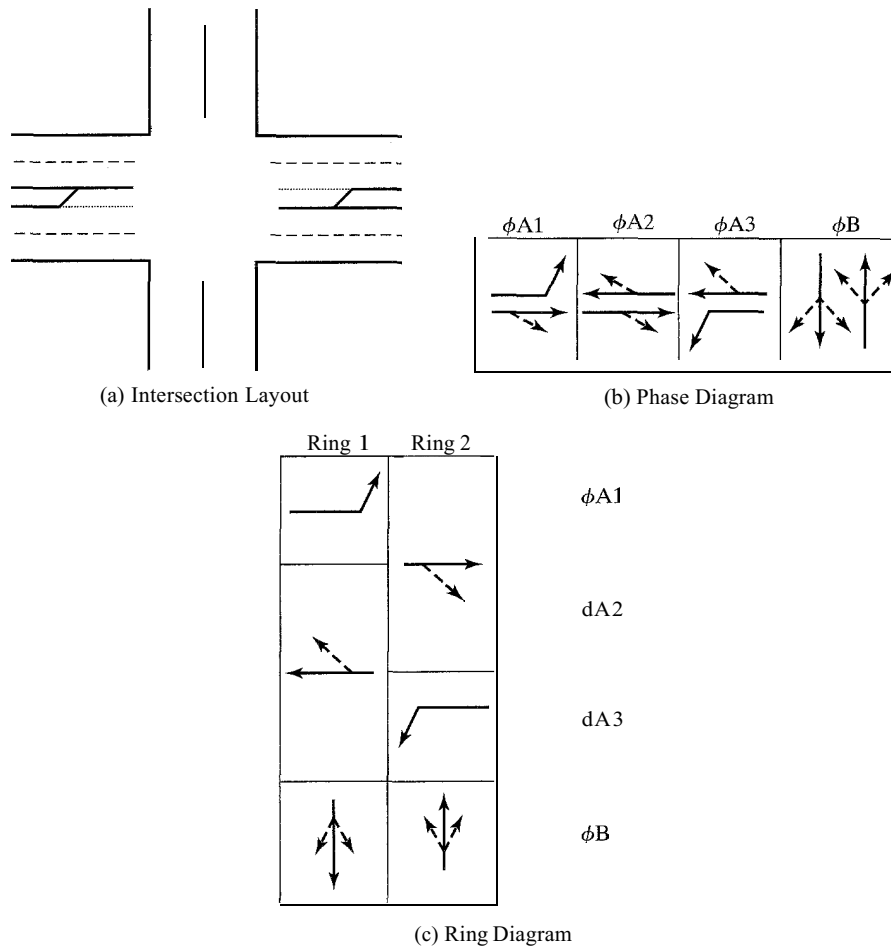 ϕA1 ϕA2 ϕA3 ϕB
(a) Intersection Layout
(b) Phase Diagram
Ring 1 Ring 2
ϕA1
dA2
dA3
ϕB
(c) Ring Diagram